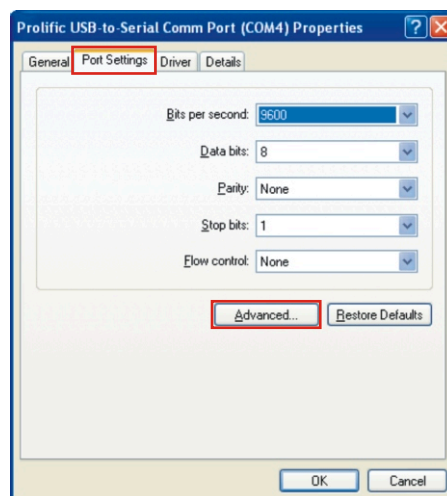 Prolific USB-to-Serial Comm Port (COM4) Properties
General Port Settings Driver Details
Bits per second: 9600
Data bits: 8
Parity: None
Stop bits: 1
Flow control: None
Advanced... Restore Defaults
OK Cancel